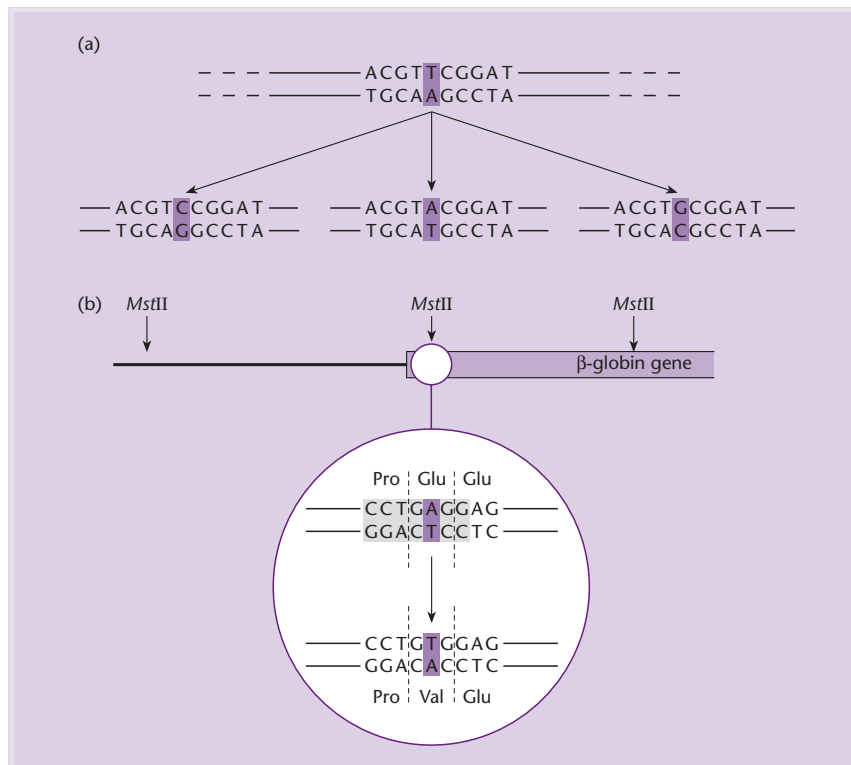 (a)
ACGTTCGGAT
TGCAAGCCTA
ACGTCCGGAT ACGTACGGAT ACGTGCGGAT
TGCAGGCCTA TGCATGCCTA TGCACGCCTA
(b) MstII MstII MstII
β-globin gene
Pro Glu Glu
CCTGAGGAG
GGACTCCTC
CCTGTGGAG
GGACACCTC
Pro Val Glu